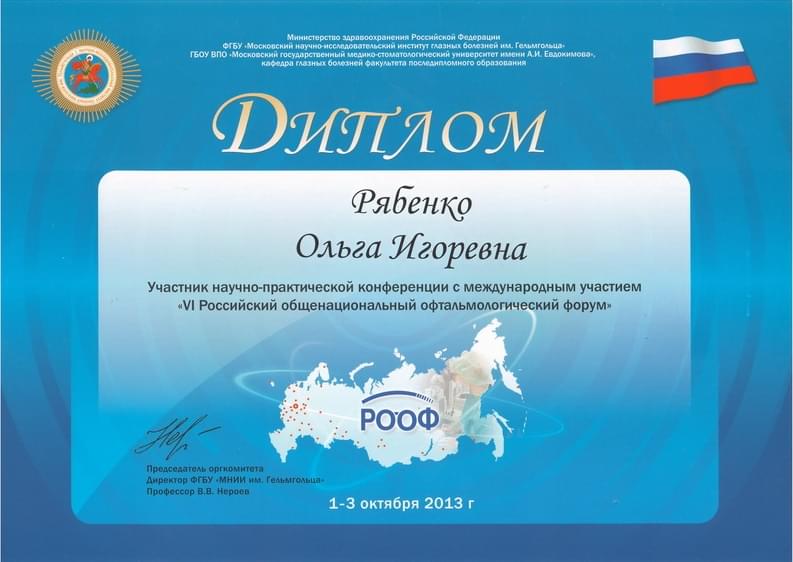 Министерство здравоохранения Российской Федерации
ФГБУ «Московский научно-исследовательский институт глазных болезней им. Гельмгольца»
ГБОУ ВПО «Московский государственный медико-стоматологический университет имени А.И. Евдокимова»,
кафедра глазных болезней факультета последипломного образования
Диплом
Рябенко
Ольга Игоревна
Участник научно-практической конференции с международным участием
«VI Российский общенациональный офтальмологический форум»
РООФ
Председатель оргкомитета
Директор ФГБУ «МНИИ им. Гельмгольца»
Профессор В.В. Нероев
1-3 октября 2013 г